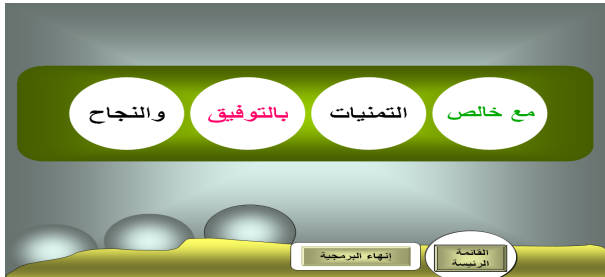 مع خالص التمنيات بالتوفيق والنجاح
القائمة
الرئيسة
إنهاء البرمجية